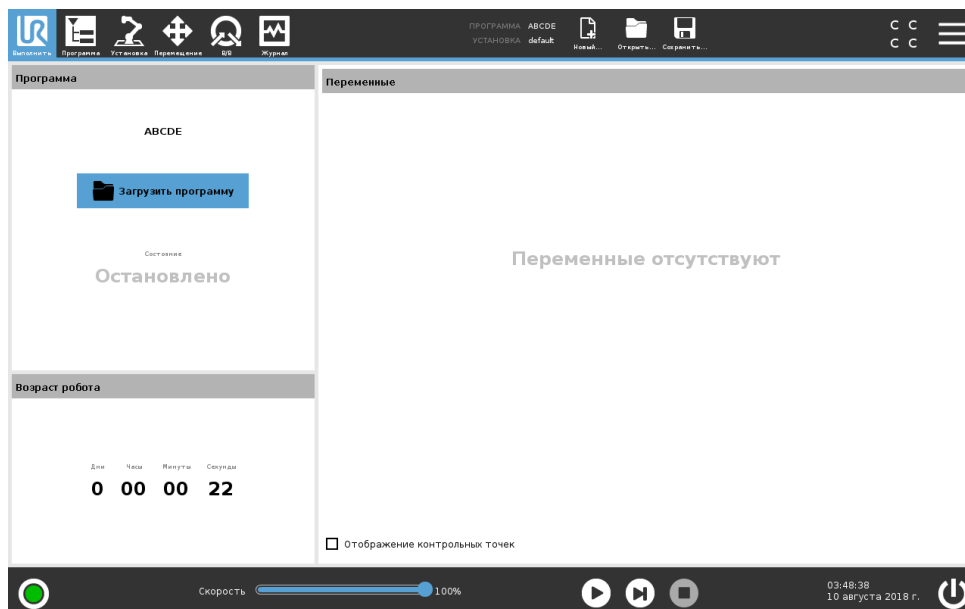 Выполнить
Программа
Установка
Перемещение
В/В
Журнал
ПРОГРАММА ABCDE
УСТАНОВКА default
Новый...
Открыть...
Сохранить...
C C
C C
Программа
ABCDE
Загрузить программу
Состояние
Остановлено
Переменные
Переменные отсутствуют
Возраст робота
Дни Часы Минуты Секунды
0 00 00 22
Отображение контрольных точек
Скорость 100%
03:48:38
10 августа 2018 г.